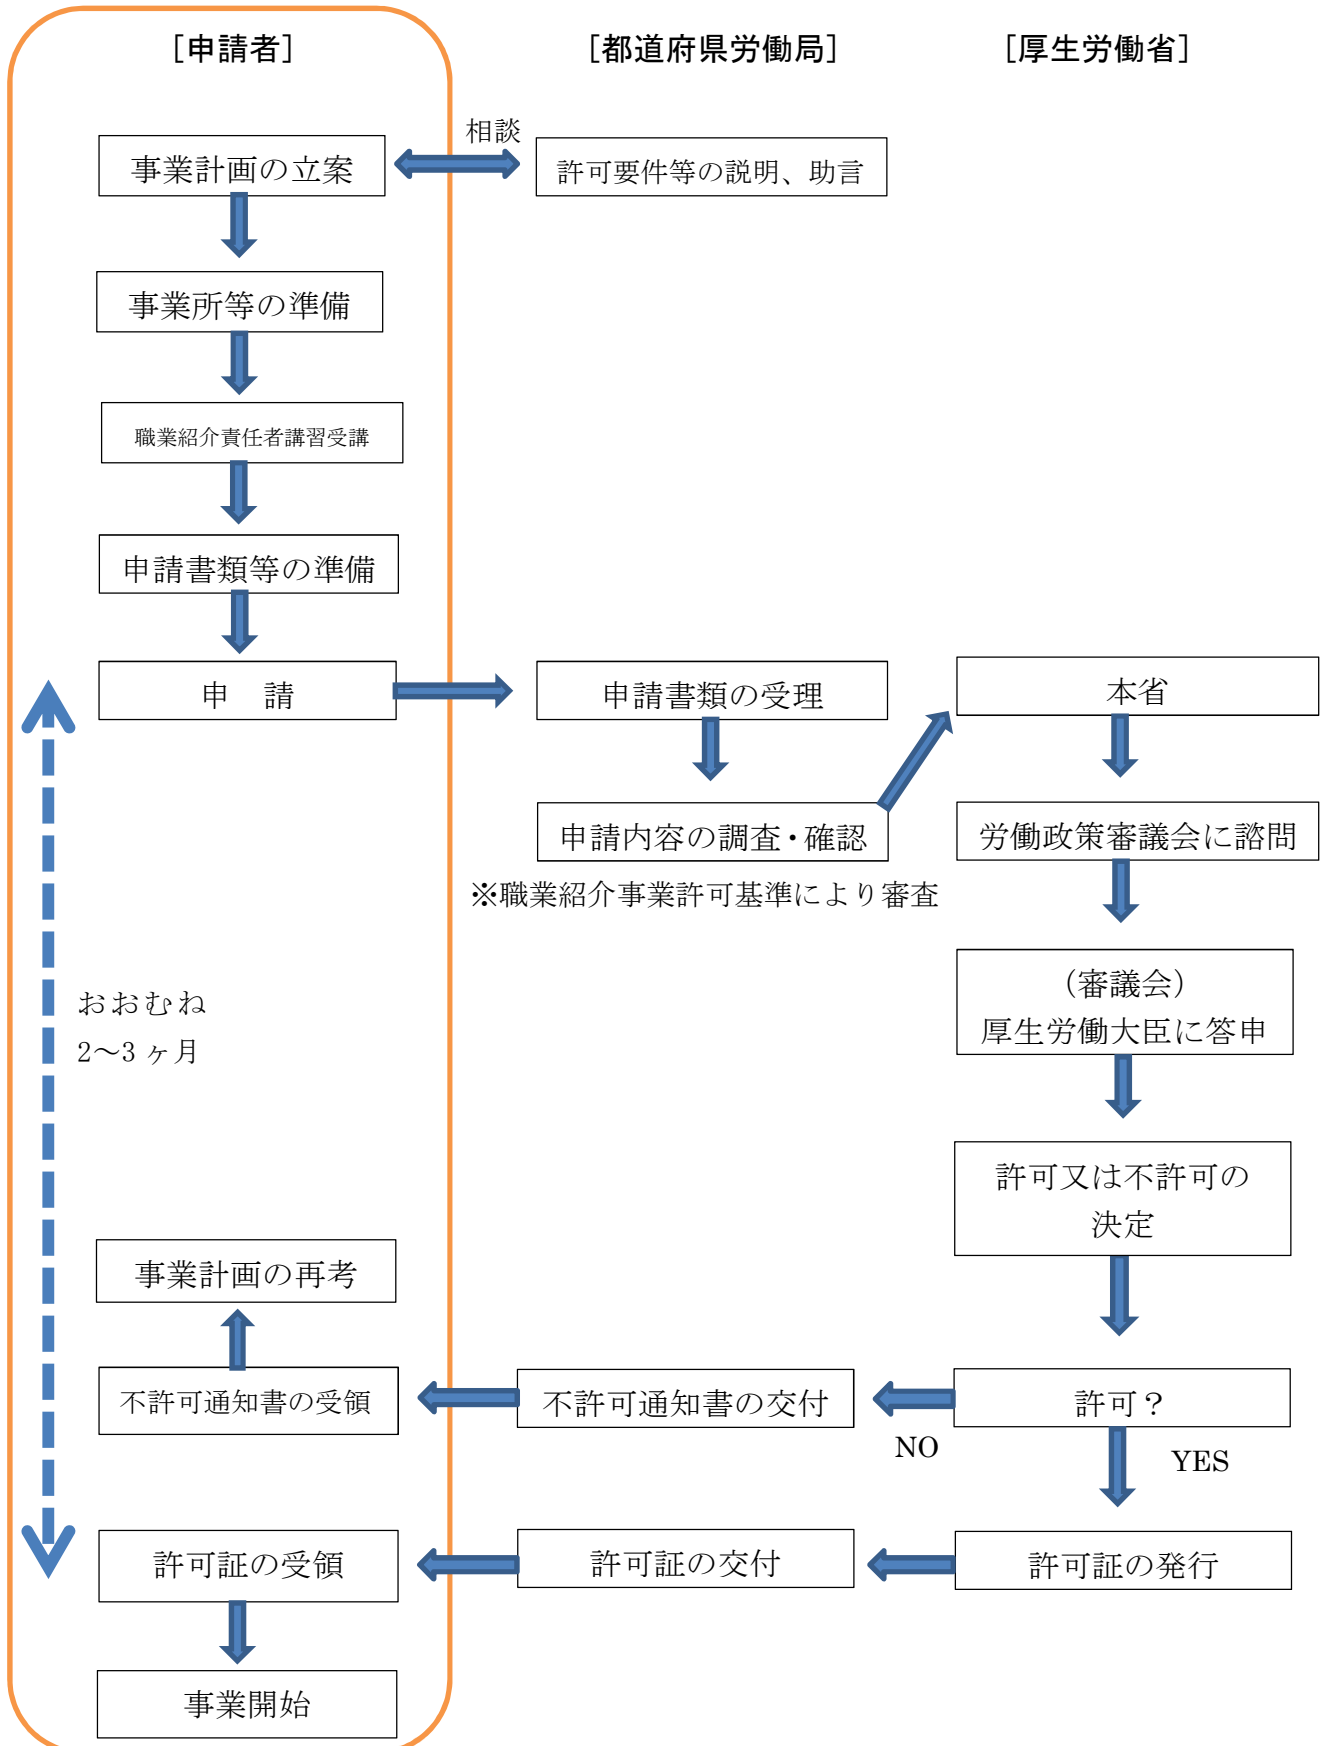 ［申請者］
［都道府県労働局］
［厚生労働省］
相談
事業計画の立案
許可要件等の説明、助言
事業所等の準備
職業紹介責任者講習受講
申請書類等の準備
申　請
申請書類の受理
本省
申請内容の調査・確認
労働政策審議会に諮問
※職業紹介事業許可基準により審査
（審議会）
厚生労働大臣に答申
おおむね
2～3 ヶ月
許可又は不許可の
決定
事業計画の再考
不許可通知書の受領
不許可通知書の交付
許可？
NO
YES
許可証の受領
許可証の交付
許可証の発行
事業開始